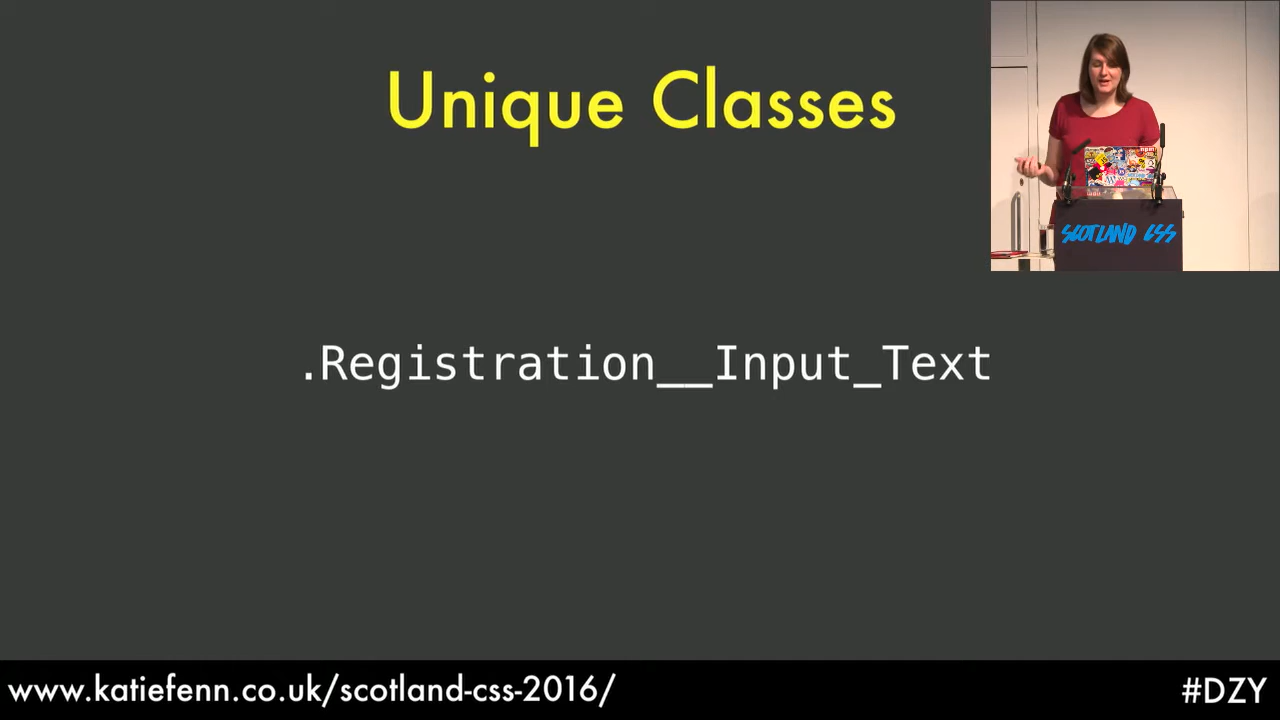 Unique Classes
SCOTLAND CSS
.Registration__Input_Text
www.katiefenn.co.uk/scotland-css-2016/
#DZY